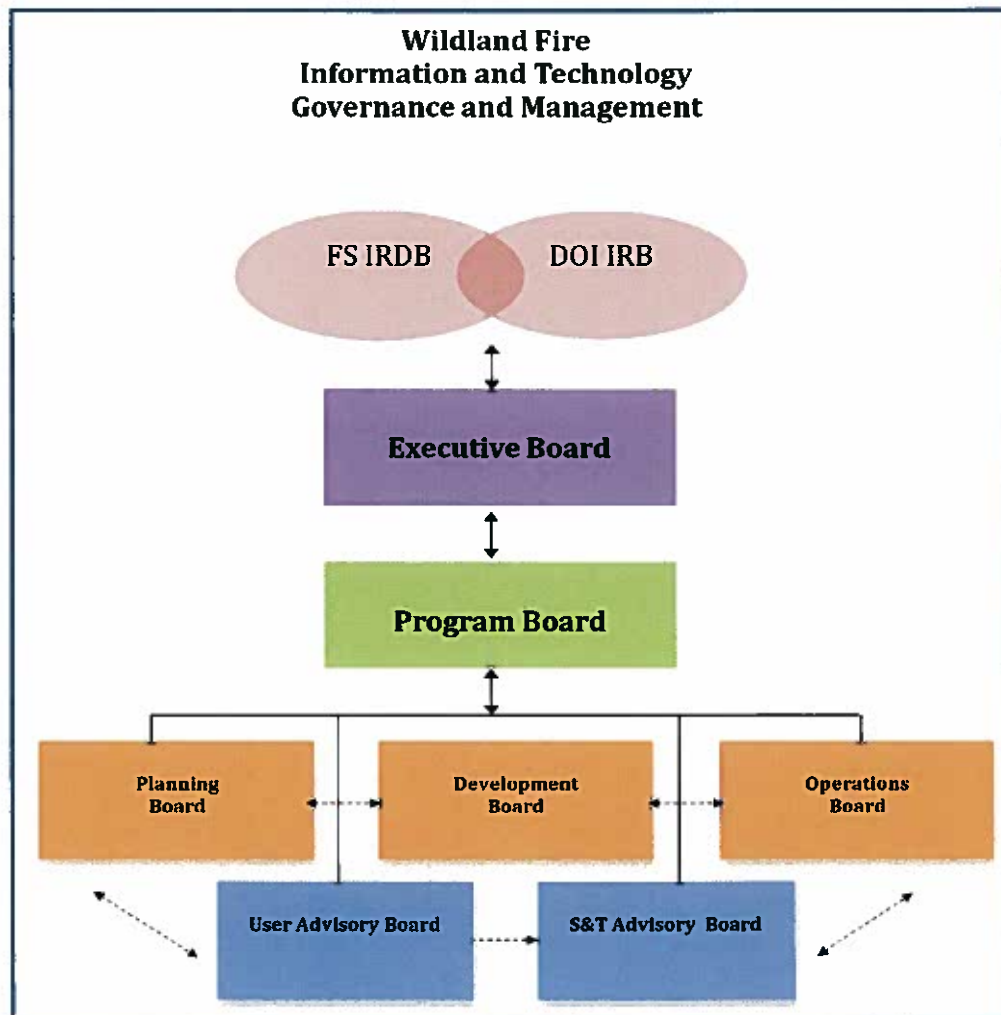 Wildland Fire
Information and Technology
Governance and Management
FS IRDB
DOI IRB
Executive Board
Program Board
Planning
Board
Development
Board
Operations
Board
User Advisory Board
S&T Advisory Board